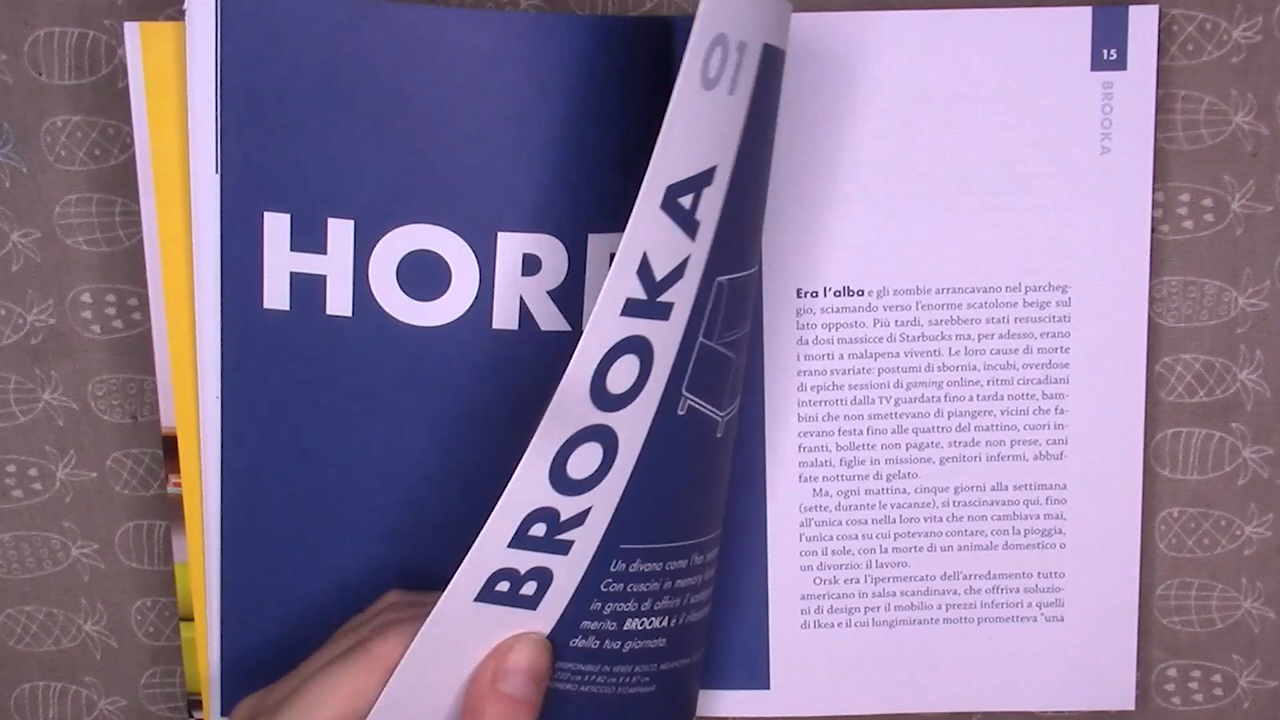 HORR
01
BROOKA
Un divano come l'hai
Con cuscini in memory
in grado di offrirti il
merita. BROOKA è il
della tua giornata.
DISPONIBILE IN VERDE BOSCO,
15
BROOKA
Era l'alba e gli zombie arrancavano nel parcheg-
gio, sciamando verso l'enorme scatolone beige sul
lato opposto. Più tardi, sarebbero stati resuscitati
da dosi massicce di Starbucks ma, per adesso, erano
i morti a malapena viventi. Le loro cause di morte
erano svariate: postumi di sbornia, incubi, overdose
di epiche sessioni di gaming online, ritmi circadiani
interrotti dalla TV guardata fino a tarda notte, bam-
bini che non smettevano di piangere, vicini che fa-
cevano festa fino alle quattro del mattino, cuori in-
franti, bollette non pagate, strade non prese, cani
malati, figlie in missione, genitori infermi, abbuf-
fate notturne di gelato.
Ma, ogni mattina, cinque giorni alla settimana
(sette, durante le vacanze), si trascinavano qui, fino
all'unica cosa nella loro vita che non cambiava mai,
l'unica cosa su cui potevano contare, con la pioggia,
con il sole, con la morte di un animale domestico o
un divorzio: il lavoro.
Orsk era l'ipermercato dell'arredamento tutto
americano in salsa scandinava, che offriva soluzio-
ni di design per il mobilio a prezzi inferiori a quelli
di Ikea e il cui lungimirante motto prometteva "una